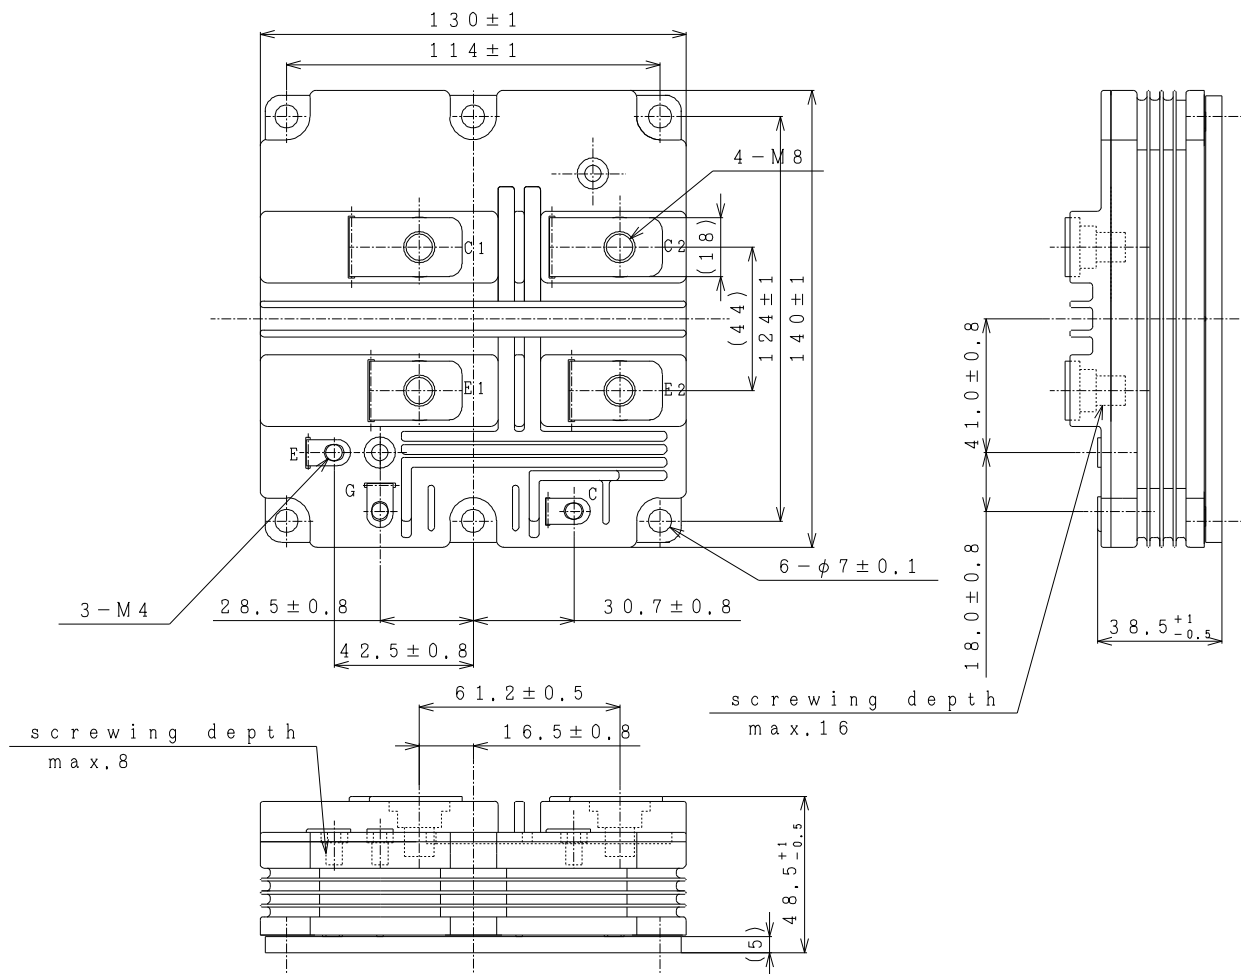 130±1
114±1
4-M8
C1
C2
(18)
(44)
124±1
140±1
41.0±0.8
E1
E2
E
G
C
6-φ7±0.1
3-M4
28.5±0.8
30.7±0.8
42.5±0.8
18.0±0.8
38.5 +1 -0.5
61.2±0.5
screwing depth
max.16
16.5±0.8
screwing depth
max.8
48.5 +1 -0.5
(5)